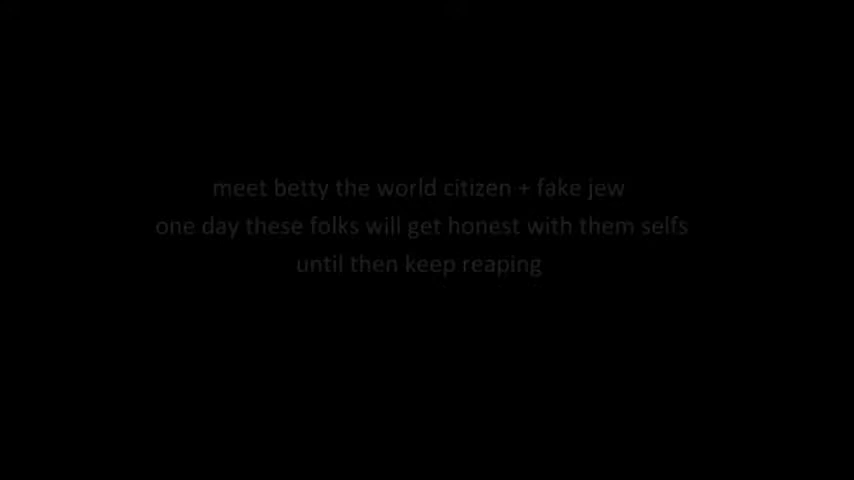 meet betty the world citizen + fake jew
one day these folks will get honest with them selfs
until then keep reaping